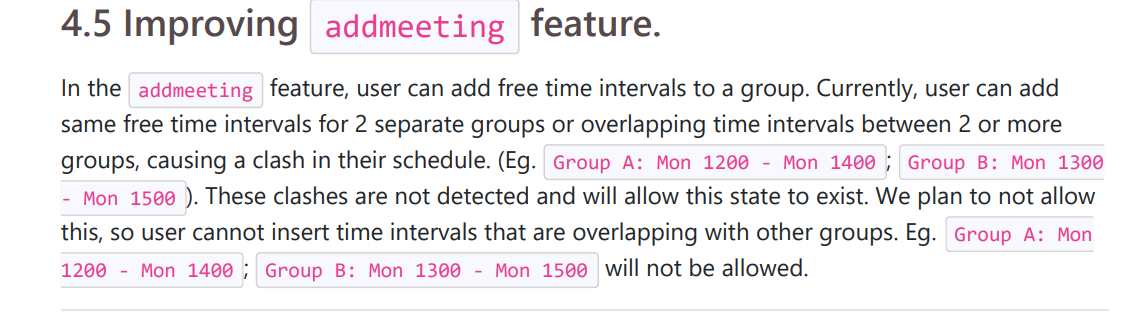 4.5 Improving addmeeting feature.
In the addmeeting feature, user can add free time intervals to a group. Currently, user can add
same free time intervals for 2 separate groups or overlapping time intervals between 2 or more
groups, causing a clash in their schedule. (Eg. Group A: Mon 1200 - Mon 1400 ; Group B: Mon 1300
- Mon 1500 ). These clashes are not detected and will allow this state to exist. We plan to not allow
this, so user cannot insert time intervals that are overlapping with other groups. Eg. Group A: Mon
1200 - Mon 1400 ; Group B: Mon 1300 - Mon 1500 will not be allowed.